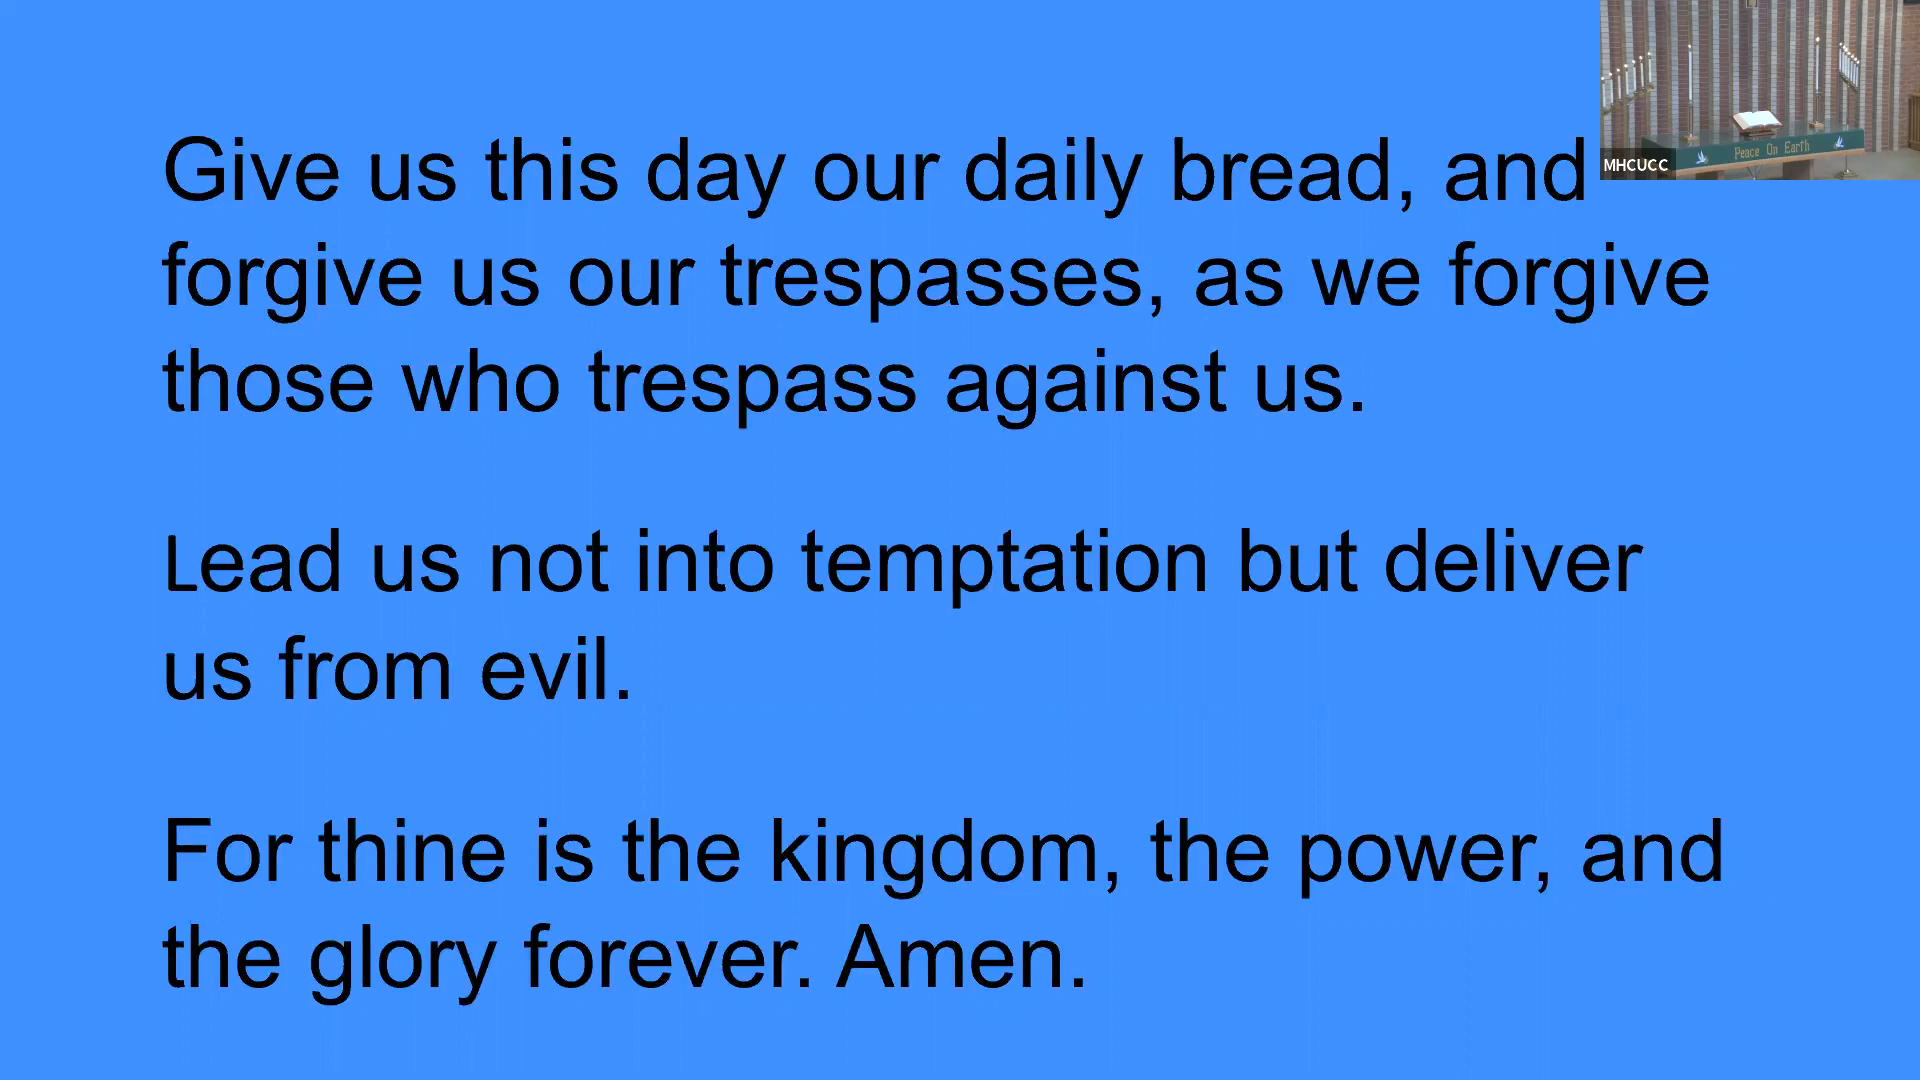 Give us this day our daily bread, and
forgive us our trespasses, as we forgive
those who trespass against us.
Lead us not into temptation but deliver
us from evil.
For thine is the kingdom, the power, and
the glory forever. Amen.
MHCUCC
Peace On Earth